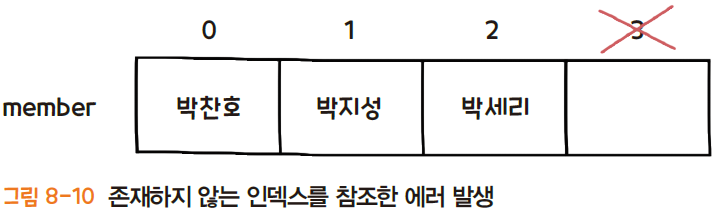 0 1 2 3
member 박찬호 박지성 박세리
그림 8-10 존재하지 않는 인덱스를 참조한 에러 발생